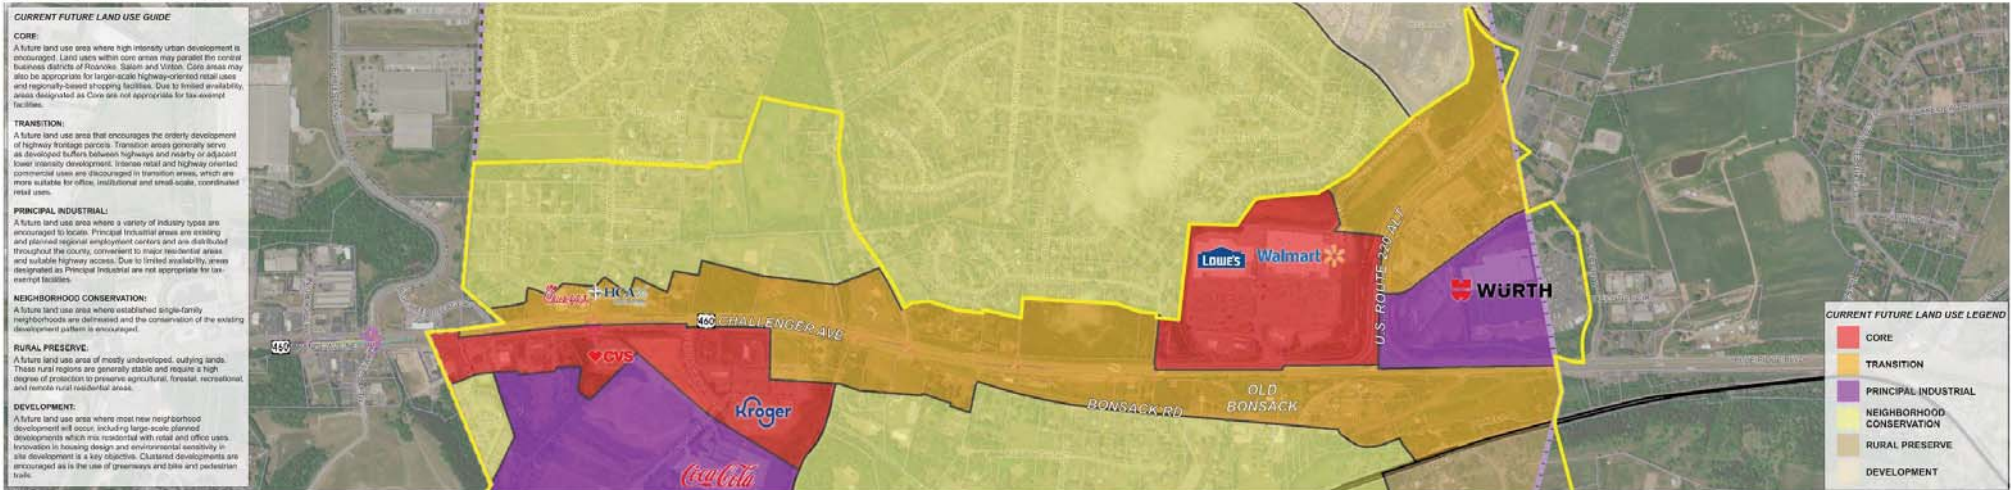 CURRENT FUTURE LAND USE GUIDE
CORE:
A future land use area where high intensity urban development is
encouraged. Land uses within core areas may parallel the central
business districts of Roanoke, Salem and Vinton. Core areas may
also be appropriate for larger-scale highway-oriented retail uses
and regionally-based shopping facilities. Due to limited availability,
areas designated as Core are not appropriate for tax-exempt
facilities.
TRANSITION:
A future land use area that encourages the orderly development
of highway frontage parcels. Transition areas generally serve
as developed buffers between highways and nearby or adjacent
lower intensity development. Intense retail and highway oriented
commercial uses are discouraged in transition areas, which are
more suitable for office, institutional and small-scale, coordinated
retail uses.
PRINCIPAL INDUSTRIAL:
A future land use area where a variety of industry types are
encouraged to locate. Principal Industrial areas are existing
and planned regional employment centers and are distributed
throughout the county, convenient to major residential areas
and suitable highway access. Due to limited availability, areas
designated as Principal Industrial are not appropriate for tax-
exempt facilities.
NEIGHBORHOOD CONSERVATION:
A future land use area where established single-family
neighborhoods are delineated and the conservation of the existing
development pattern is encouraged.
RURAL PRESERVE:
A future land use area of mostly undeveloped, outlying lands.
These rural regions are generally stable and require a high
degree of protection to preserve agricultural, forestal, recreational,
and remote rural residential areas.
DEVELOPMENT:
A future land use area where most new neighborhood
development will occur, including large-scale planned
developments which mix residential with retail and office uses.
Innovation in housing design and environmental sensitivity in
site development is a key objective. Clustered developments are
encouraged as is the use of greenways and bike and pedestrian
trails.
Chick-fil-A
HCA
460
460 CHALLENGER AVE
CVS
Kroger
Coca-Cola
Lowe's
Walmart
U.S. ROUTE 220 ALT
WÜRTH
BONSACK RD
OLD
BONSACK
CURRENT FUTURE LAND USE LEGEND
CORE
TRANSITION
PRINCIPAL INDUSTRIAL
NEIGHBORHOOD
CONSERVATION
RURAL PRESERVE
DEVELOPMENT